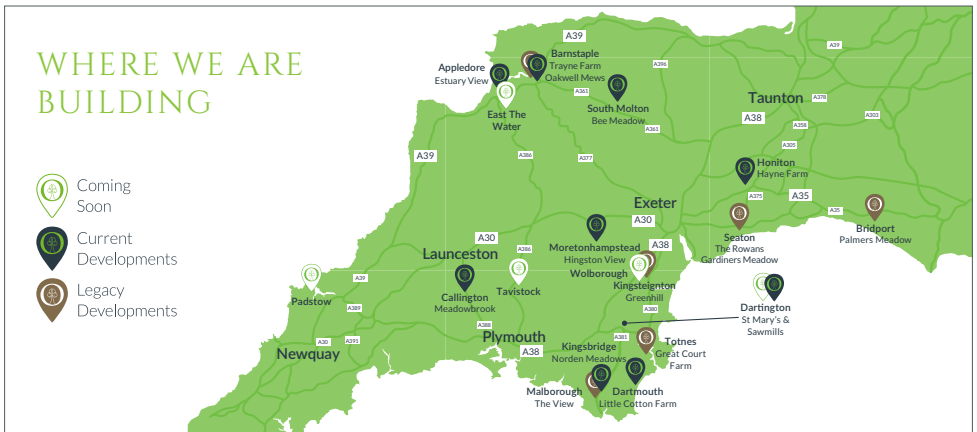 WHERE WE ARE
BUILDING
Coming
Soon
Current
Developments
Legacy
Developments
A39
A39
Barnstaple
Trayne Farm
Oakwell Mews
Appledore
Estuary View
A396
East The
Water
A361
South Molton
Bee Meadow
A361
Taunton
A378
A38
A303
A358
A305
A39
A386
A377
Honiton
Hayne Farm
A375
A35
A35
Exeter
A30
Bridport
Palmers Meadow
Seaton
The Rowans
Gardiners Meadow
A30
Launceston
A386
Moretonhampstead
Hingston View
A38
Wolborough
Kingsteignton
Greenhill
A380
Padstow
A39
A389
Callington
Meadowbrook
Tavistock
Dartington
St Mary's &
Sawmills
A388
Plymouth
A38
A30
A391
Newquay
Kingsbridge
Norden Meadows
A381
Totnes
Great Court
Farm
Malborough
The View
Dartmouth
Little Cotton Farm